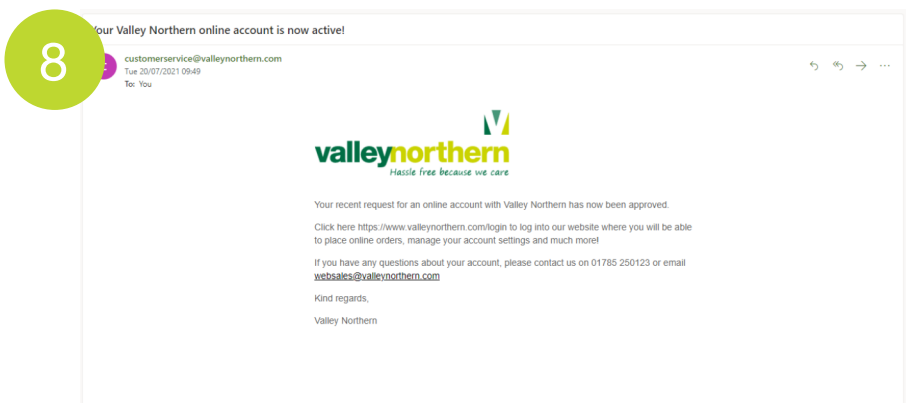 8
Your Valley Northern online account is now active!
customerservice@valleynorthern.com
Tue 20/07/2021 09:49
To: You
valleynorthern
Hassle free because we care
Your recent request for an online account with Valley Northern has now been approved.
Click here https://www.valleynorthern.com/login to log into our website where you will be able
to place online orders, manage your account settings and much more!
If you have any questions about your account, please contact us on 01785 250123 or email
websales@valleynorthern.com
Kind regards,
Valley Northern